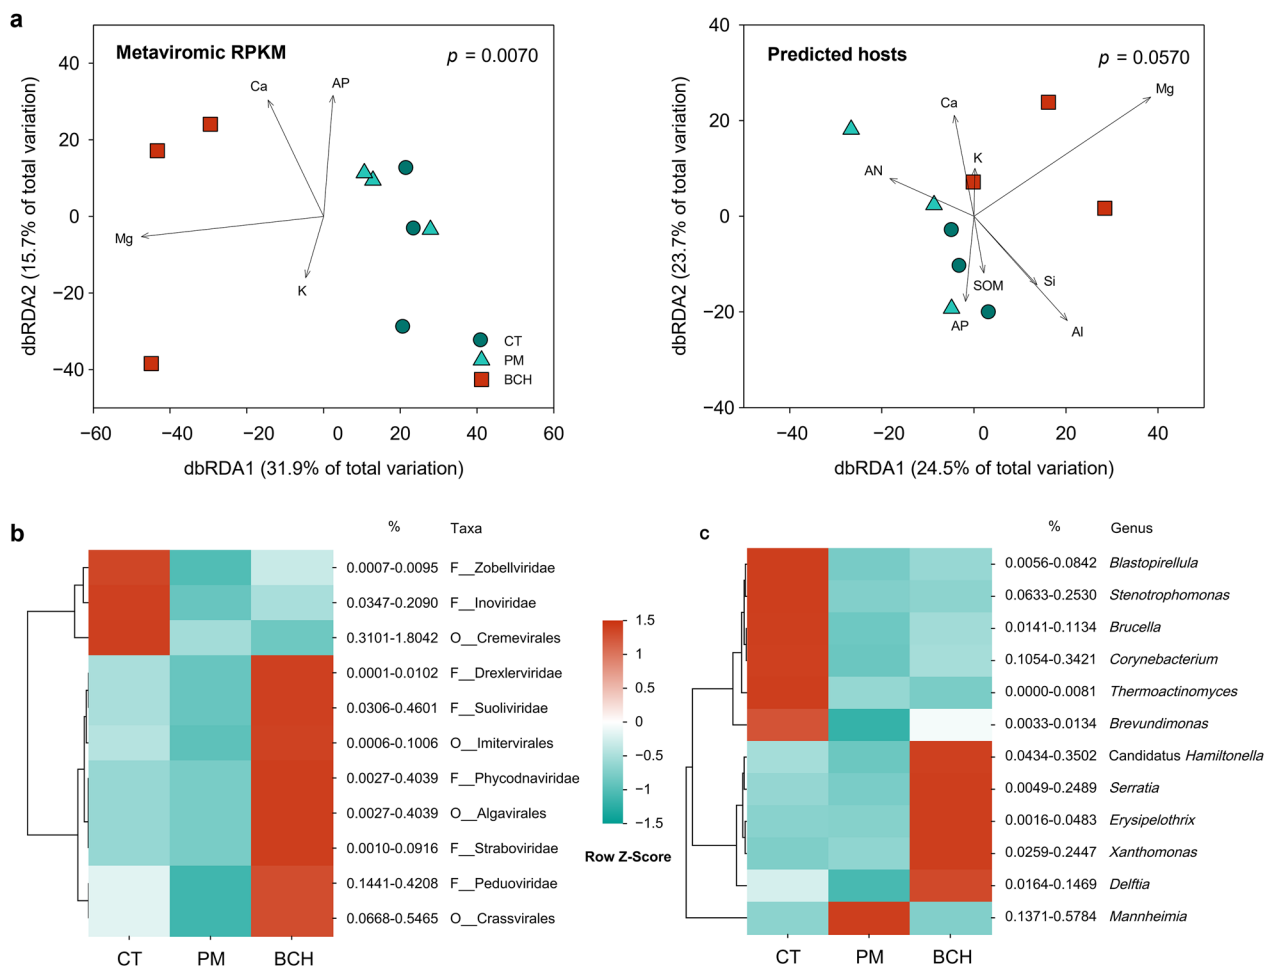 a
Metaviromic RPKM
p = 0.0070
Ca
AP
Mg
K
CT
PM
BCH
40
20
0
−20
−40
−60 −40 −20 0 20 40 60
dbRDA1 (31.9% of total variation)
dbRDA2 (15.7% of total variation)
Predicted hosts
p = 0.0570
Mg
Ca
K
AN
SOM
Si
AP
Al
40
20
0
−20
−40
−40 −20 0 20 40
dbRDA1 (24.5% of total variation)
dbRDA2 (23.7% of total variation)
b
% Taxa
0.0007-0.0095 F__Zobellviridae
0.0347-0.2090 F__Inoviridae
0.3101-1.8042 O__Cremevirales
0.0001-0.0102 F__Drexlerviridae
0.0306-0.4601 F__Suoliviridae
0.0006-0.1006 O__Imitervirales
0.0027-0.4039 F__Phycodnaviridae
0.0027-0.4039 O__Algavirales
0.0010-0.0916 F__Straboviridae
0.1441-0.4208 F__Peduoviridae
0.0668-0.5465 O__Crassvirales
CT PM BCH
1.5
1
0.5
0
−0.5
−1
−1.5
Row Z-Score
c
% Genus
0.0056-0.0842 Blastopirellula
0.0633-0.2530 Stenotrophomonas
0.0141-0.1134 Brucella
0.1054-0.3421 Corynebacterium
0.0000-0.0081 Thermoactinomyces
0.0033-0.0134 Brevundimonas
0.0434-0.3502 Candidatus Hamiltonella
0.0049-0.2489 Serratia
0.0016-0.0483 Erysipelothrix
0.0259-0.2447 Xanthomonas
0.0164-0.1469 Delftia
0.1371-0.5784 Mannheimia
CT PM BCH